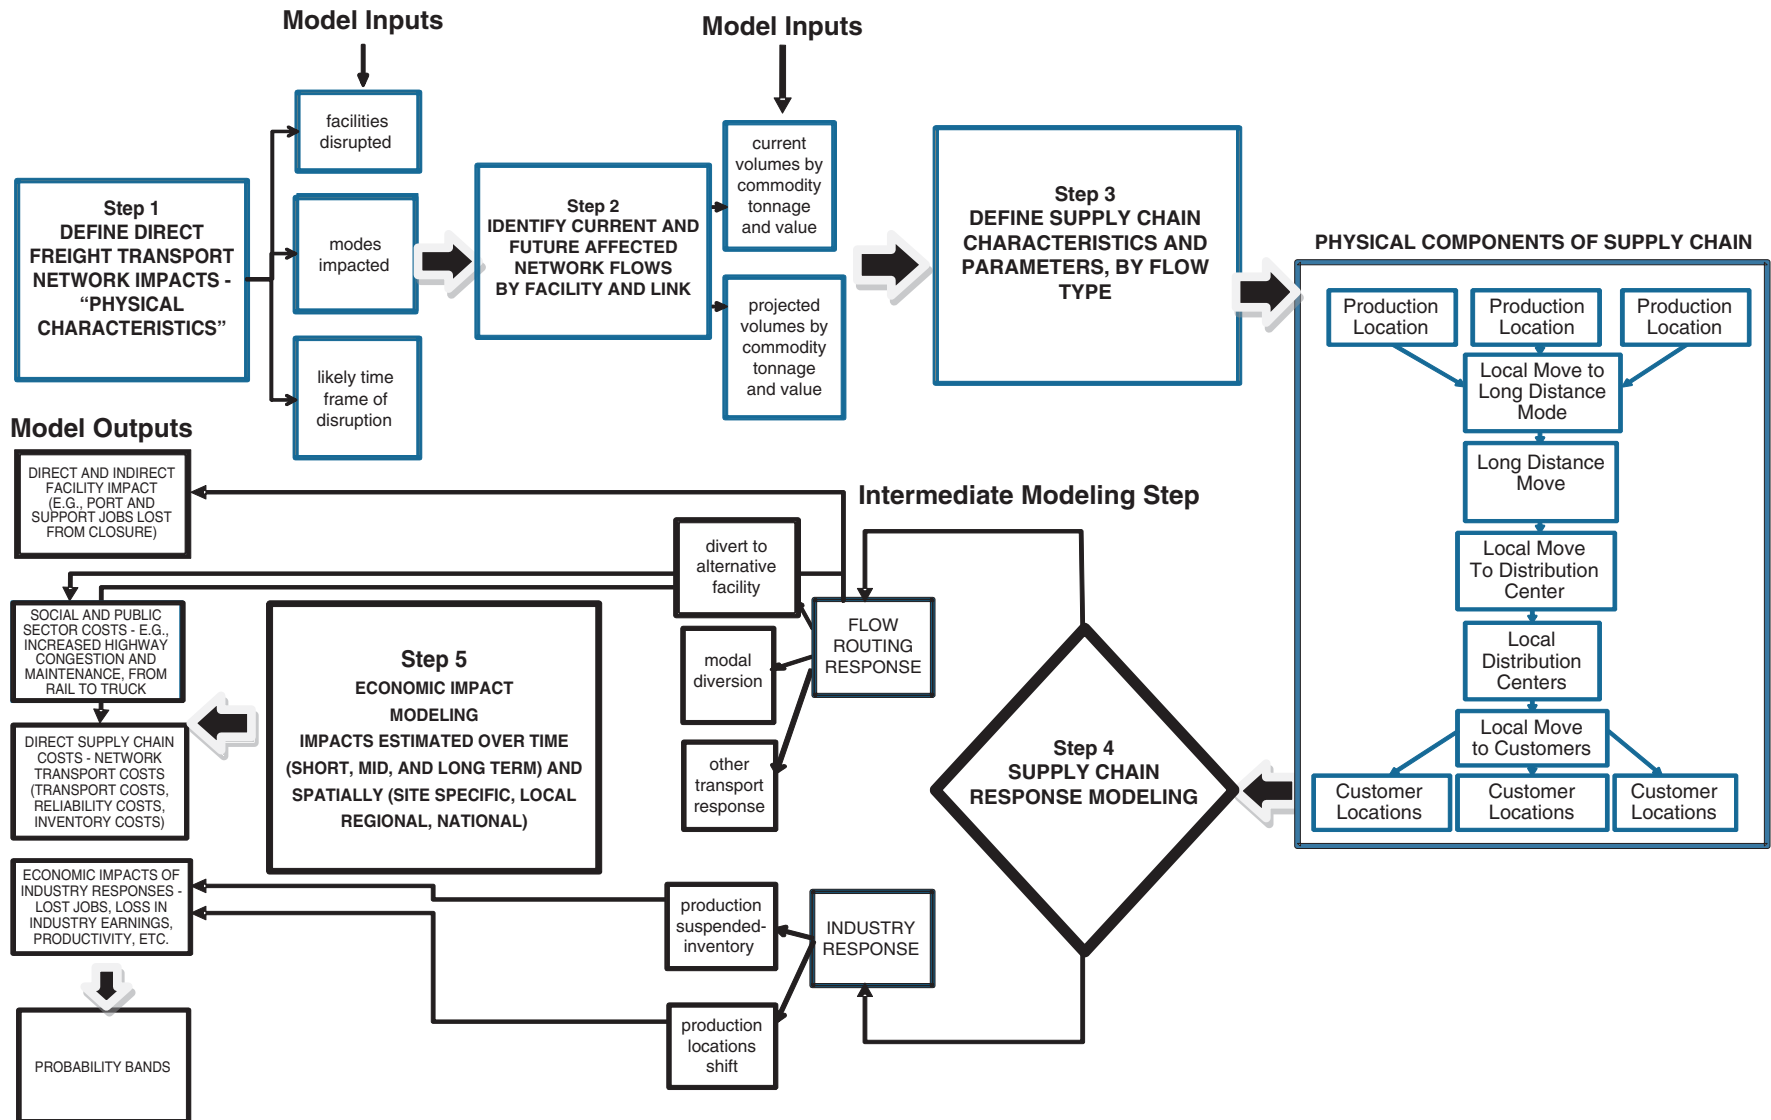 Model Inputs
Model Inputs
facilities
disrupted
Step 1
DEFINE DIRECT
FREIGHT TRANSPORT
NETWORK IMPACTS -
“PHYSICAL
CHARACTERISTICS”
modes
impacted
likely time
frame of
disruption
Step 2
IDENTIFY CURRENT AND
FUTURE AFFECTED
NETWORK FLOWS
BY FACILITY AND LINK
current
volumes by
commodity
tonnage
and value
projected
volumes by
commodity
tonnage
and value
Step 3
DEFINE SUPPLY CHAIN
CHARACTERISTICS AND
PARAMETERS, BY FLOW
TYPE
PHYSICAL COMPONENTS OF SUPPLY CHAIN
Production
Location
Production
Location
Production
Location
Local Move to
Long Distance
Mode
Long Distance
Move
Local Move
To Distribution
Center
Local
Distribution
Centers
Local Move
to Customers
Customer
Locations
Customer
Locations
Customer
Locations
Model Outputs
DIRECT AND INDIRECT
FACILITY IMPACT
(E.G., PORT AND
SUPPORT JOBS LOST
FROM CLOSURE)
Intermediate Modeling Step
divert to
alternative
facility
SOCIAL AND PUBLIC
SECTOR COSTS - E.G.,
INCREASED HIGHWAY
CONGESTION AND
MAINTENANCE, FROM
RAIL TO TRUCK
Step 5
ECONOMIC IMPACT
MODELING
IMPACTS ESTIMATED OVER TIME
(SHORT, MID, AND LONG TERM) AND
SPATIALLY (SITE SPECIFIC, LOCAL
REGIONAL, NATIONAL)
modal
diversion
FLOW
ROUTING
RESPONSE
other
transport
response
Step 4
SUPPLY CHAIN
RESPONSE MODELING
DIRECT SUPPLY CHAIN
COSTS - NETWORK
TRANSPORT COSTS
(TRANSPORT COSTS,
RELIABILITY COSTS,
INVENTORY COSTS)
ECONOMIC IMPACTS OF
INDUSTRY RESPONSES -
LOST JOBS, LOSS IN
INDUSTRY EARNINGS,
PRODUCTIVITY, ETC.
production
suspended-
inventory
INDUSTRY
RESPONSE
production
locations
shift
PROBABILITY BANDS